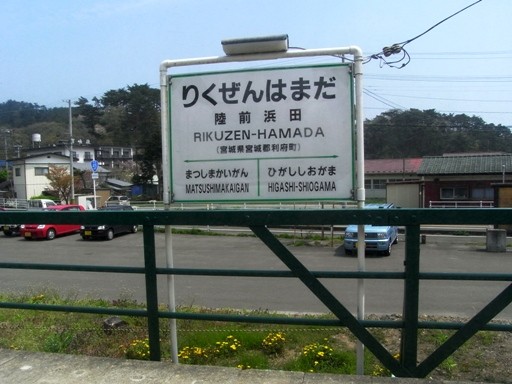 りくぜんはまだ
陸前浜田
RIKUZEN-HAMADA
(宮城県宮城郡利府町)
まつしまかいがん ひがししおがま
MATSUSHIMAKAIGAN HIGASHI-SHIOGAMA